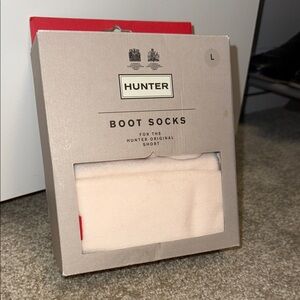 L
HUNTER
BOOT SOCKS
FOR THE
HUNTER ORIGINAL
SHORT